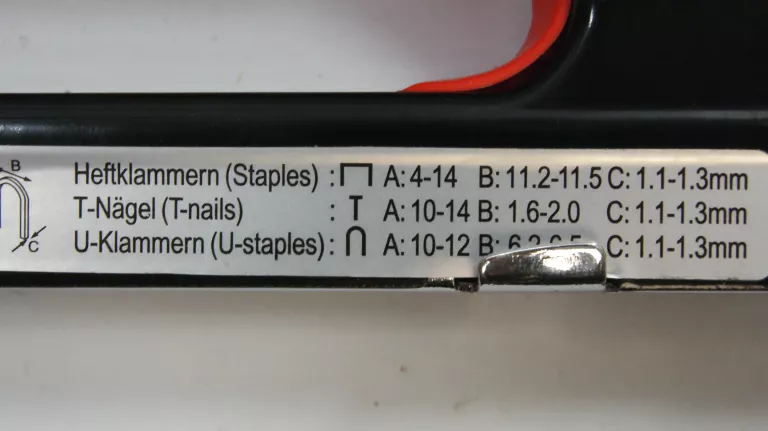 B
C
Heftklammern (Staples) : A: 4-14 B: 11.2-11.5 C: 1.1-1.3mm
T-Nägel (T-nails) : T A: 10-14 B: 1.6-2.0 C: 1.1-1.3mm
U-Klammern (U-staples) : A: 10-12 B: C: 1.1-1.3mm